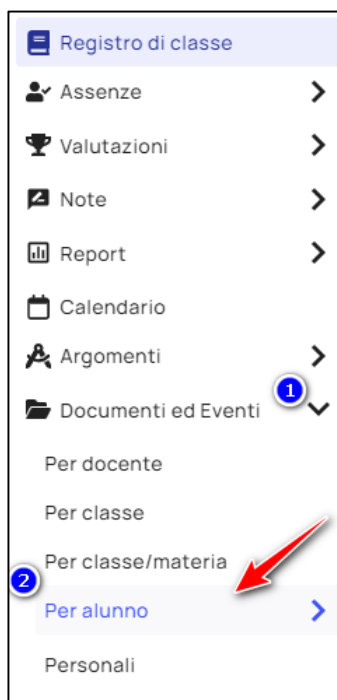 Registro di classe
Assenze
Valutazioni
Note
Report
Calendario
Argomenti
1
Documenti ed Eventi
Per docente
Per classe
Per classe/materia
2
Per alunno
Personali